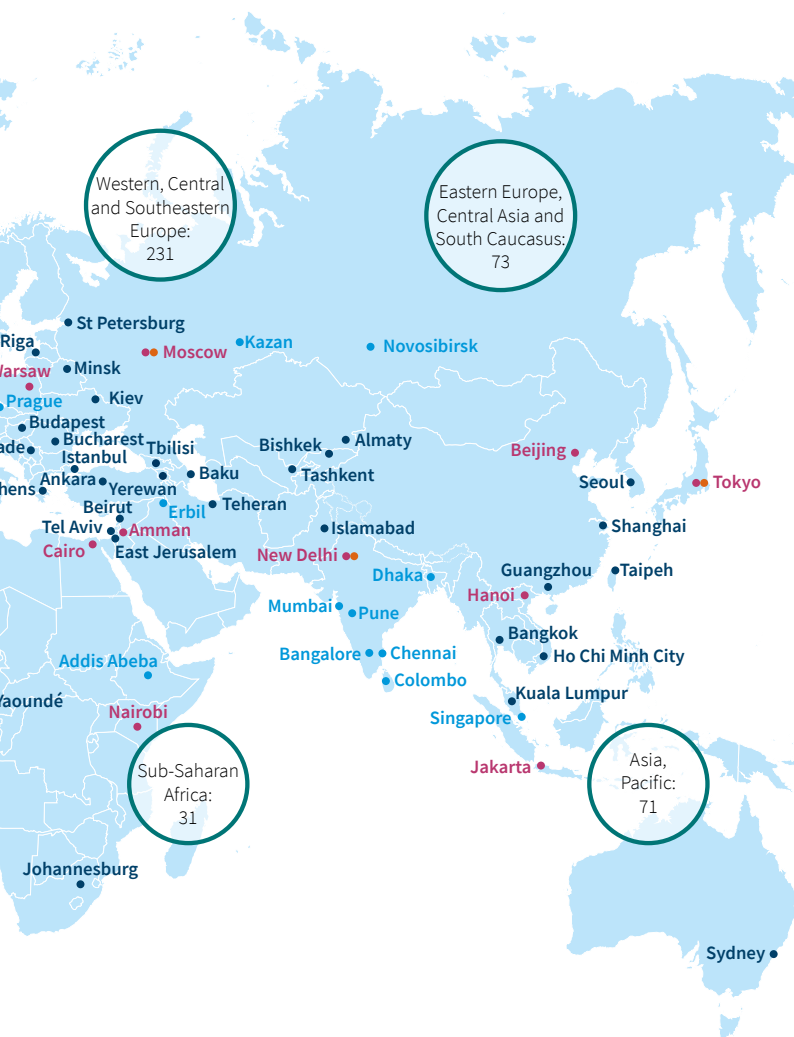 Western, Central
and Southeastern
Europe:
231
Eastern Europe,
Central Asia and
South Caucasus:
73
St Petersburg
Kazan
Riga
Moscow
Novosibirsk
Minsk
arsaw
Prague
Kiev
Budapest
Bucharest
ade
Istanbul
Tbilisi
Bishkek
Almaty
Beijing
Ankara
Yerewan
Baku
Tashkent
Seoul
Tokyo
hens
Beirut
Erbil
Teheran
Tel Aviv
Amman
Islamabad
Shanghai
Cairo
East Jerusalem
New Delhi
Dhaka
Guangzhou
Taipeh
Hanoi
Mumbai
Pune
Bangkok
Addis Abeba
Bangalore
Chennai
Ho Chi Minh City
Colombo
Yaoundé
Kuala Lumpur
Nairobi
Singapore
Jakarta
Sub-Saharan
Africa:
31
Asia,
Pacific:
71
Johannesburg
Sydney